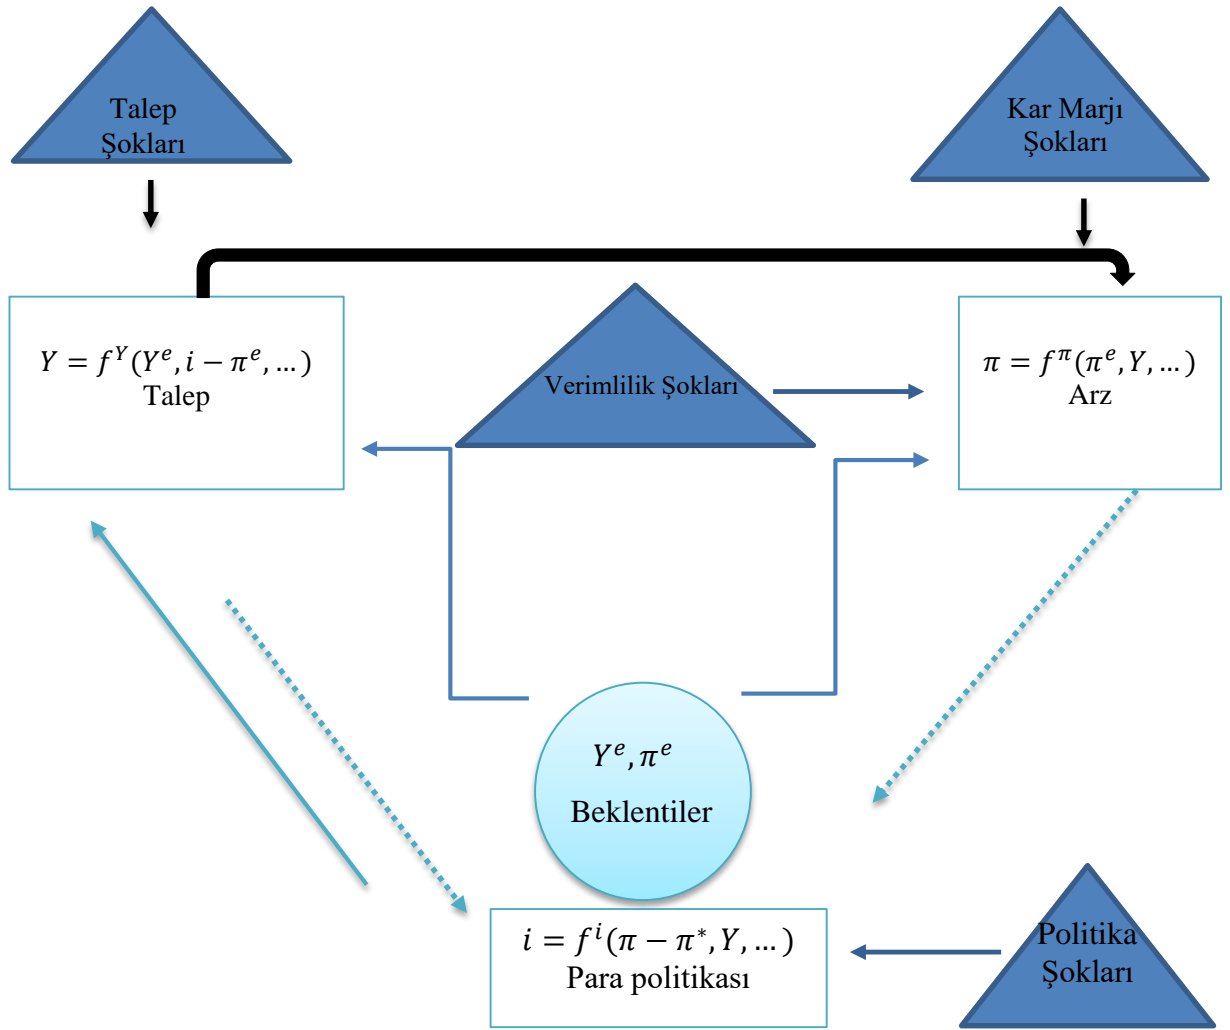 Talep
Şokları
Kar Marjı
Şokları
Y = f^Y(Y^e, i − π^e, …)
Talep
Verimlilik Şokları
π = f^π(π^e, Y, …)
Arz
Y^e, π^e
Beklentiler
i = f^i(π − π^*, Y, …)
Para politikası
Politika
Şokları